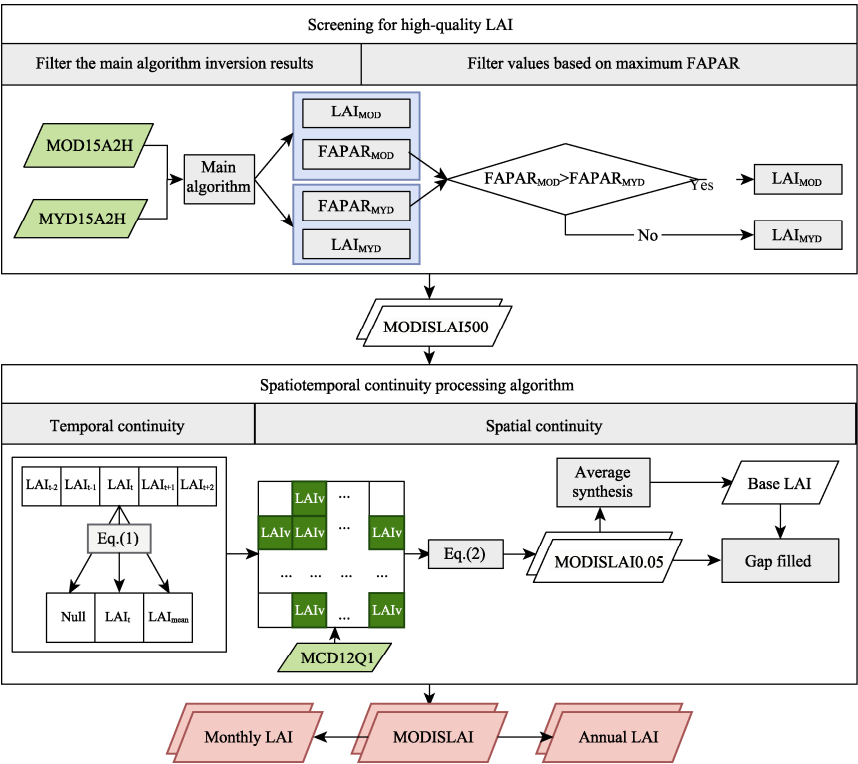 Screening for high-quality LAI
Filter the main algorithm inversion results
Filter values based on maximum FAPAR
MOD15A2H
MYD15A2H
Main
algorithm
LAIMOD
FAPARMOD
FAPARMYD
LAIMYD
FAPARMOD>FAPARMYD
Yes
No
LAIMOD
LAIMYD
MODISLAI500
Spatiotemporal continuity processing algorithm
Temporal continuity
Spatial continuity
LAIt-2 LAIt-1 LAIt LAIt+1 LAIt+2
Eq.(1)
Null LAIt LAImean
LAIv ...
LAIv LAIv ... LAIv
... ... ... ...
LAIv ... LAIv
MCD12Q1
Eq.(2)
Average
synthesis
MODISLAI0.05
Base LAI
Gap filled
Monthly LAI
MODISLAI
Annual LAI